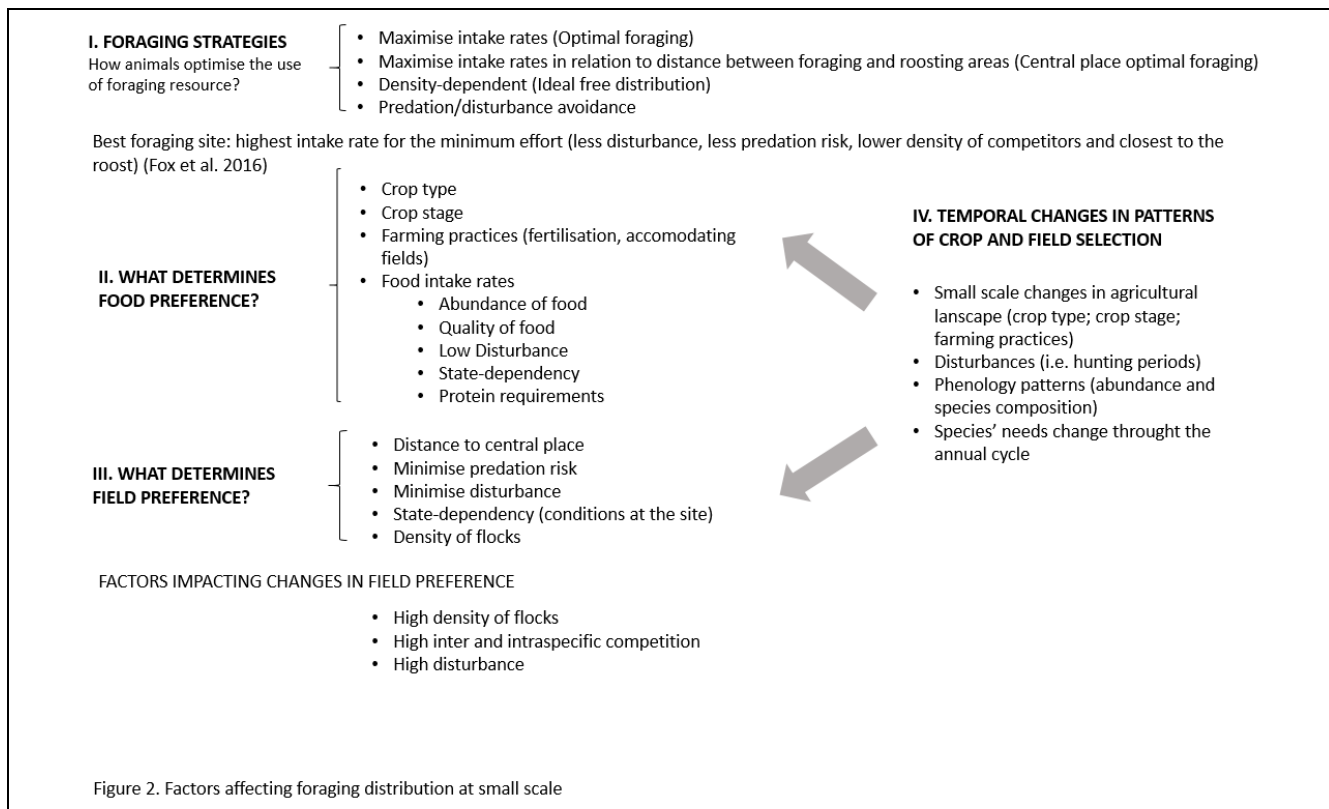 I. FORAGING STRATEGIES
How animals optimise the use
of foraging resource?
• Maximise intake rates (Optimal foraging)
• Maximise intake rates in relation to distance between foraging and roosting areas (Central place optimal foraging)
• Density-dependent (Ideal free distribution)
• Predation/disturbance avoidance
Best foraging site: highest intake rate for the minimum effort (less disturbance, less predation risk, lower density of competitors and closest to the
roost) (Fox et al. 2016)
II. WHAT DETERMINES
FOOD PREFERENCE?
• Crop type
• Crop stage
• Farming practices (fertilisation, accomodating
fields)
• Food intake rates
• Abundance of food
• Quality of food
• Low Disturbance
• State-dependency
• Protein requirements
III. WHAT DETERMINES
FIELD PREFERENCE?
• Distance to central place
• Minimise predation risk
• Minimise disturbance
• State-dependency (conditions at the site)
• Density of flocks
IV. TEMPORAL CHANGES IN PATTERNS
OF CROP AND FIELD SELECTION
• Small scale changes in agricultural
lanscape (crop type; crop stage;
farming practices)
• Disturbances (i.e. hunting periods)
• Phenology patterns (abundance and
species composition)
• Species' needs change throught the
annual cycle
FACTORS IMPACTING CHANGES IN FIELD PREFERENCE
• High density of flocks
• High inter and intraspecific competition
• High disturbance
Figure 2. Factors affecting foraging distribution at small scale